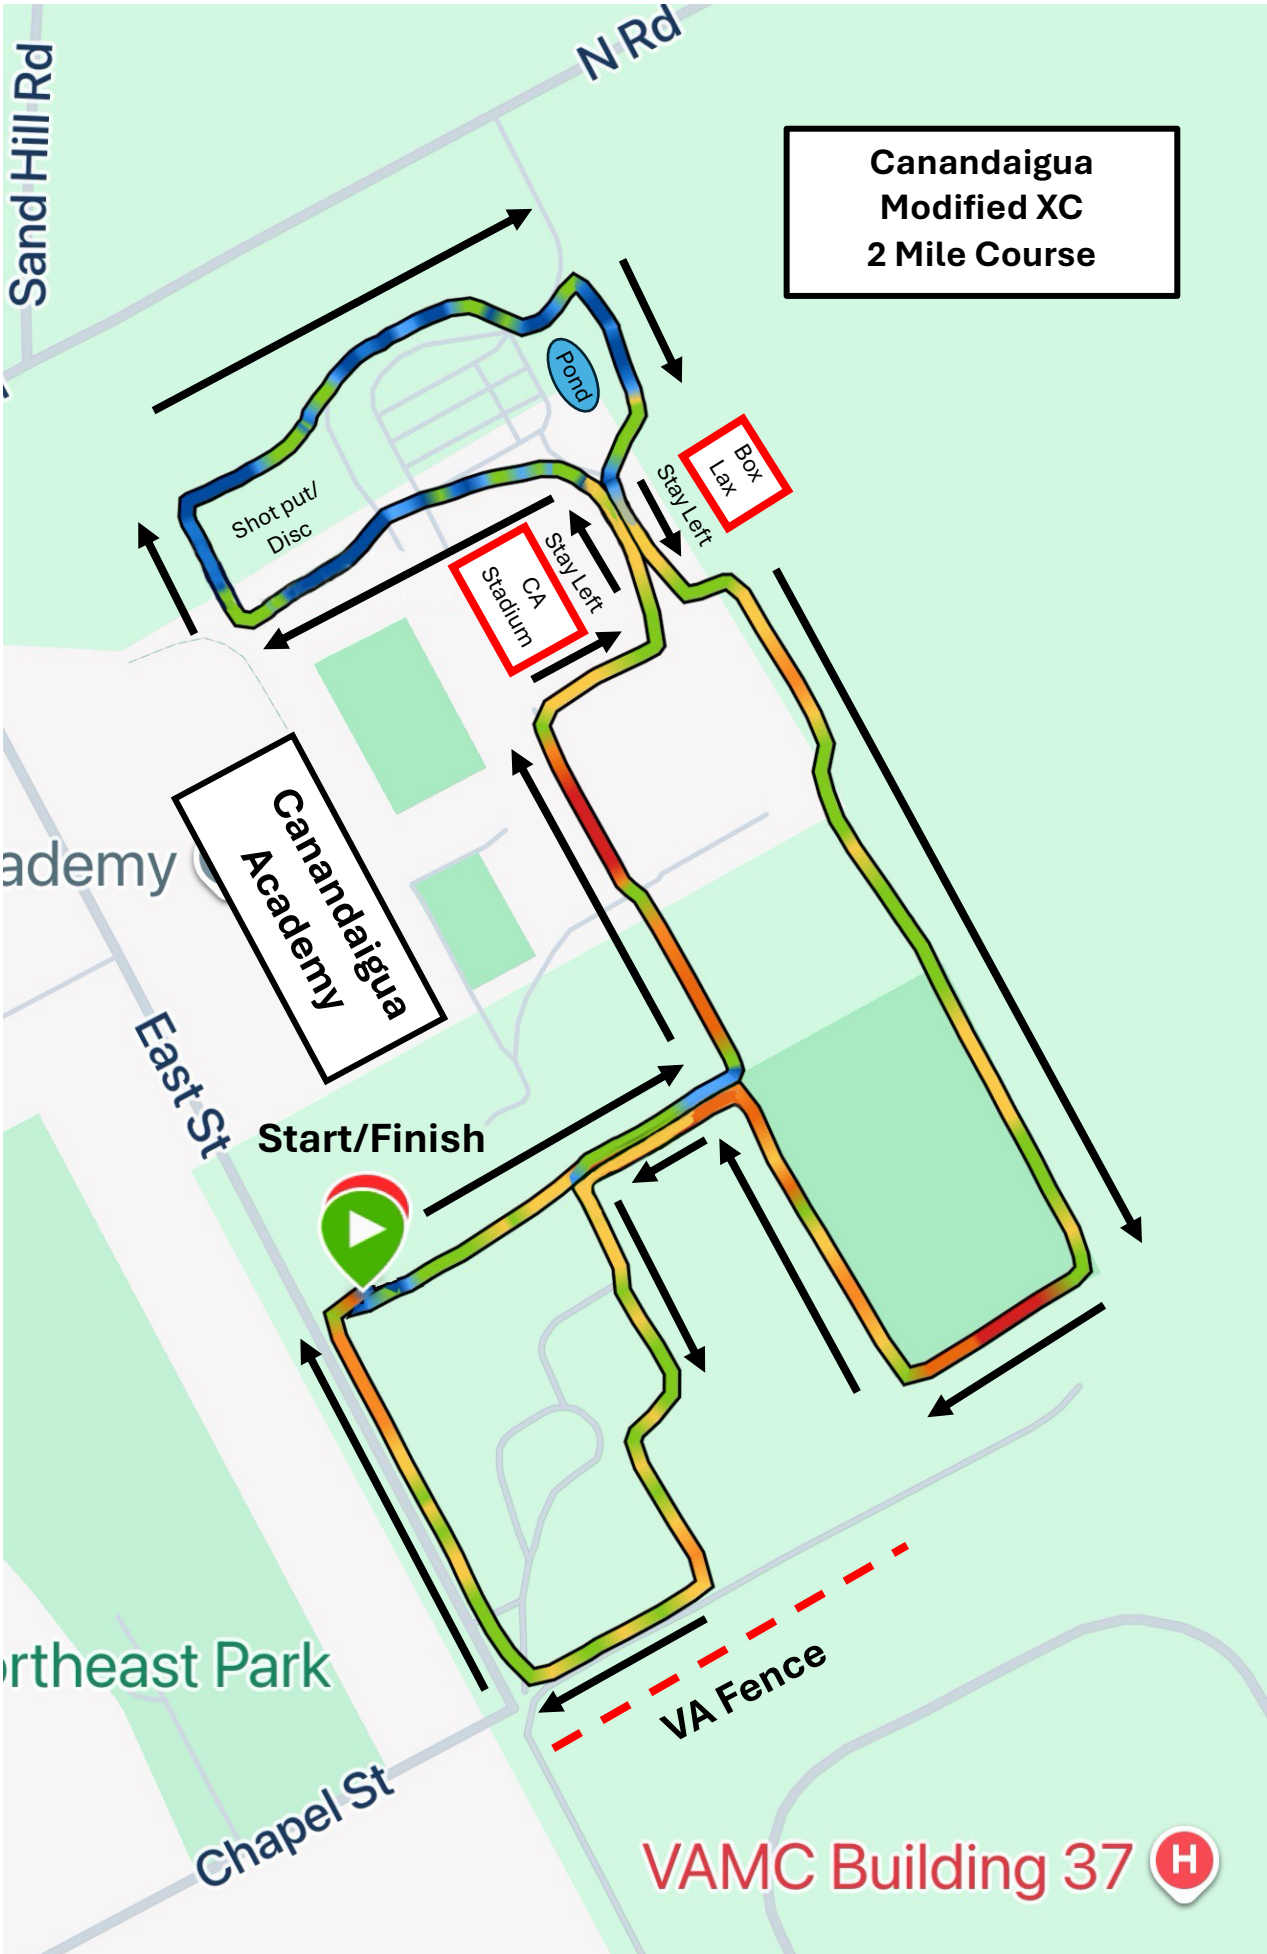 N Rd
Sand Hill Rd
Canandaigua
Modified XC
2 Mile Course
Pond
Box
Lax
Stay Left
Shot put/
Disc
Stay Left
CA
Stadium
Canandaigua
Academy
ademy
East St
Start/Finish
rtheast Park
VA Fence
Chapel St
VAMC Building 37
H